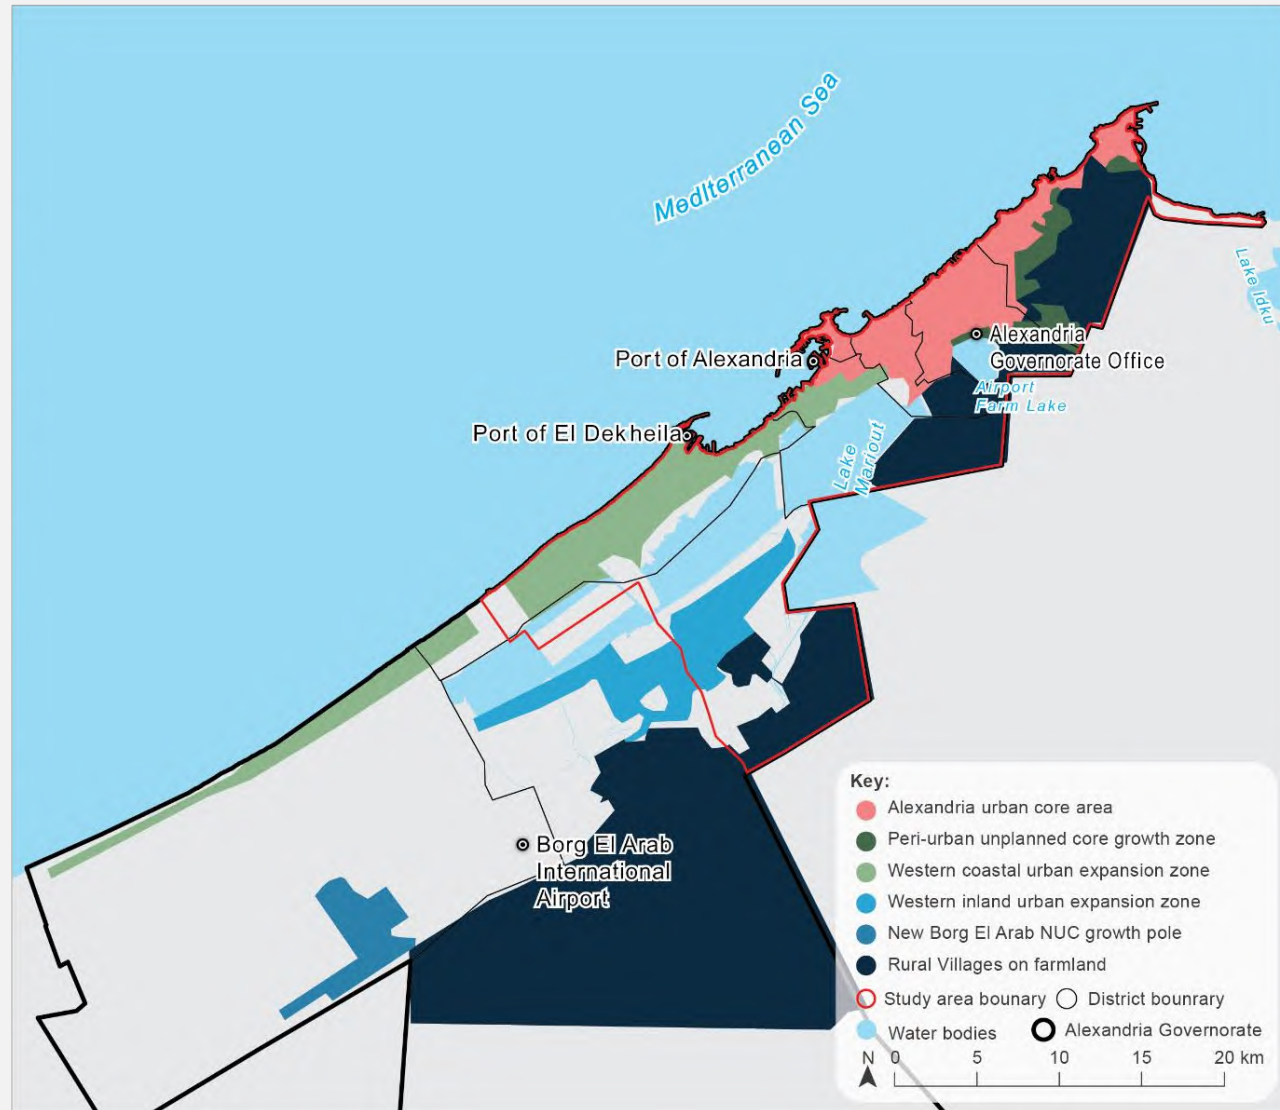 MedIterranean Sea
Lake Idku
Alexandria
Governorate Office
Port of Alexandria
Airport
Farm Lake
Port of El Dekheila
Lake
Mariout
Borg El Arab
International
Airport
Key:
Alexandria urban core area
Peri-urban unplanned core growth zone
Western coastal urban expansion zone
Western inland urban expansion zone
New Borg El Arab NUC growth pole
Rural Villages on farmland
Study area bounary District bounrary
Water bodies Alexandria Governorate
N 0 5 10 15 20 km